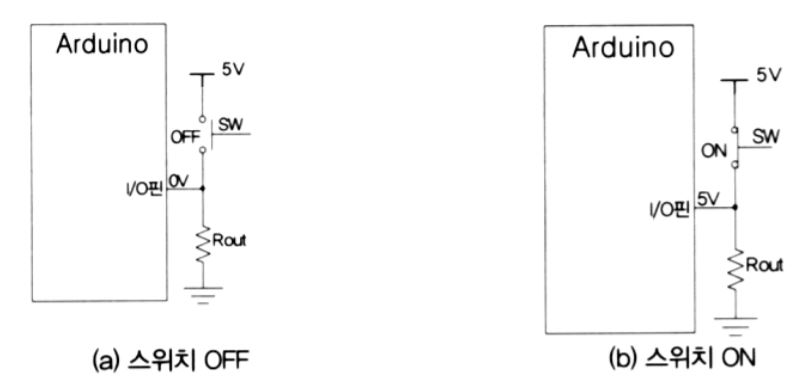 Arduino
5V
OFF
SW
I/O핀
0V
Rout
(a) 스위치 OFF
Arduino
5V
ON
SW
I/O핀
5V
Rout
(b) 스위치 ON